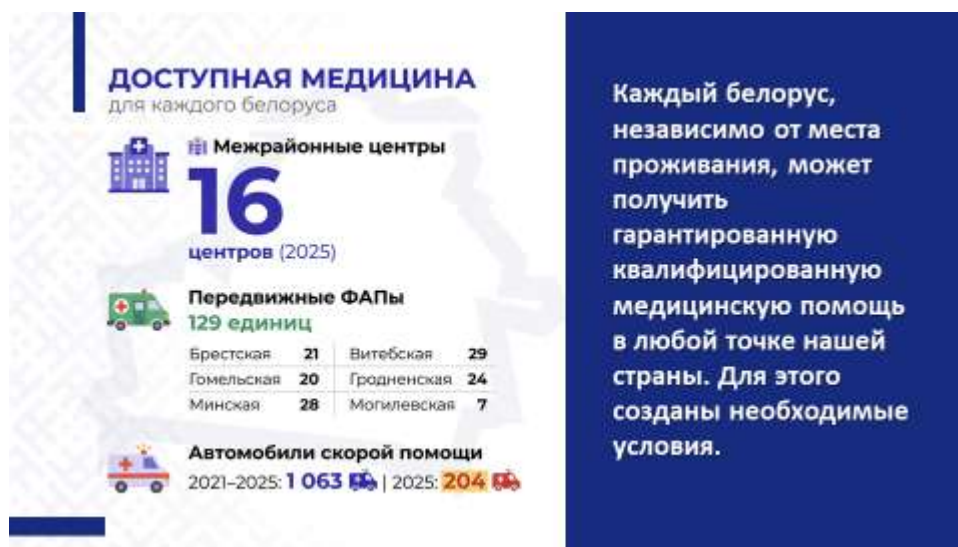 ДОСТУПНАЯ МЕДИЦИНА
для каждого белоруса
Межрайонные центры
16
центров (2025)
Передвижные ФАПы
129 единиц
Брестская 21 Витебская 29
Гомельская 20 Гродненская 24
Минская 28 Могилевская 7
Автомобили скорой помощи
2021–2025: 1 063 | 2025: 204
Каждый белорус,
независимо от места
проживания, может
получить
гарантированную
квалифицированную
медицинскую помощь
в любой точке нашей
страны. Для этого
созданы необходимые
условия.